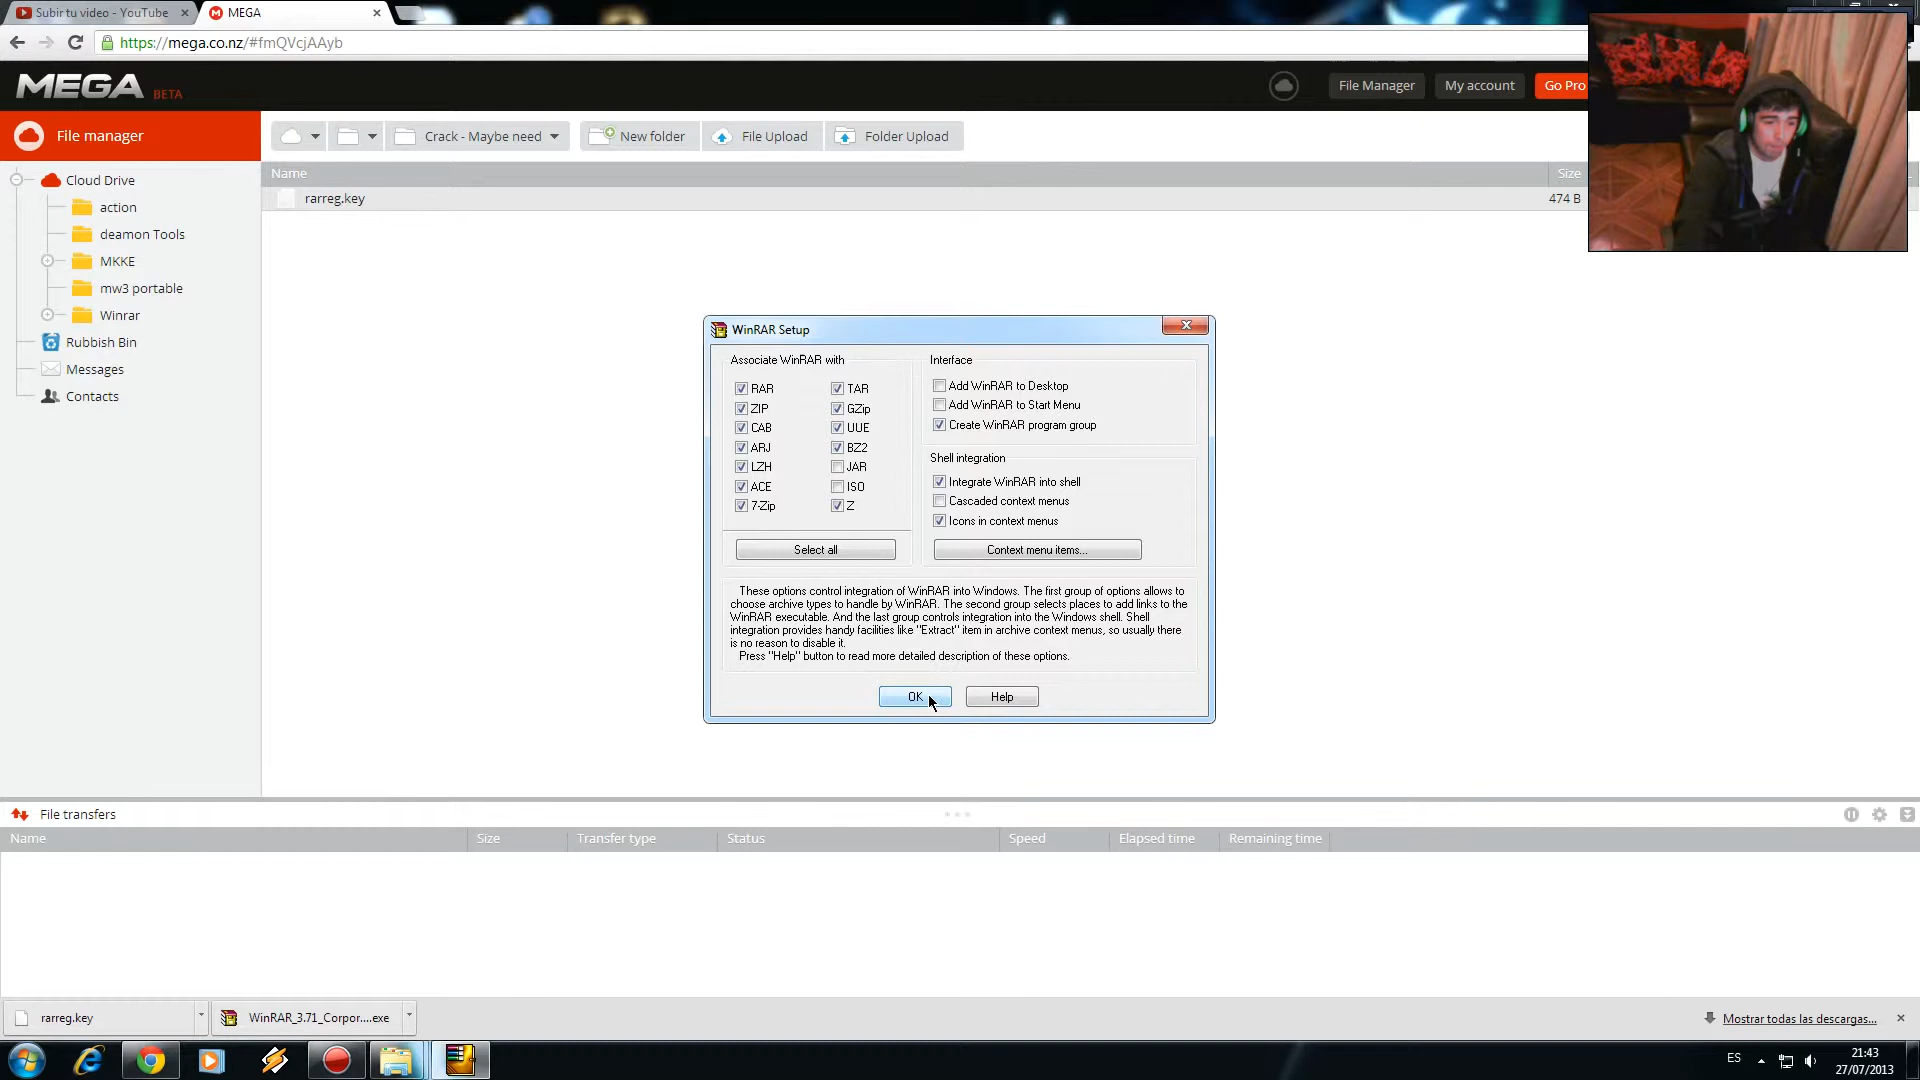 Subir tu video - YouTube
MEGA
https://mega.co.nz/#fmQVcjAAyb
MEGA BETA
File Manager
My account
Go Pro
File manager
Crack - Maybe need
New folder
File Upload
Folder Upload
Name
Size
rarreg.key
474 B
Cloud Drive
action
deamon Tools
MKKE
mw3 portable
Winrar
Rubbish Bin
Messages
Contacts
WinRAR Setup
Associate WinRAR with
RAR
TAR
ZIP
GZip
CAB
UUE
ARJ
BZ2
LZH
JAR
ACE
ISO
7-Zip
Z
Select all
Interface
Add WinRAR to Desktop
Add WinRAR to Start Menu
Create WinRAR program group
Shell integration
Integrate WinRAR into shell
Cascaded context menus
Icons in context menus
Context menu items...
These options control integration of WinRAR into Windows. The first group of options allows to
choose archive types to handle by WinRAR. The second group selects places to add links to the
WinRAR executable. And the last group controls integration into the Windows shell. Shell
integration provides handy facilities like "Extract" item in archive context menus, so usually there
is no reason to disable it.
Press "Help" button to read more detailed description of these options.
OK
Help
File transfers
Name
Size
Transfer type
Status
Speed
Elapsed time
Remaining time
rarreg.key
WinRAR_3.71_Corpor....exe
Mostrar todas las descargas...
ES
21:43
27/07/2013